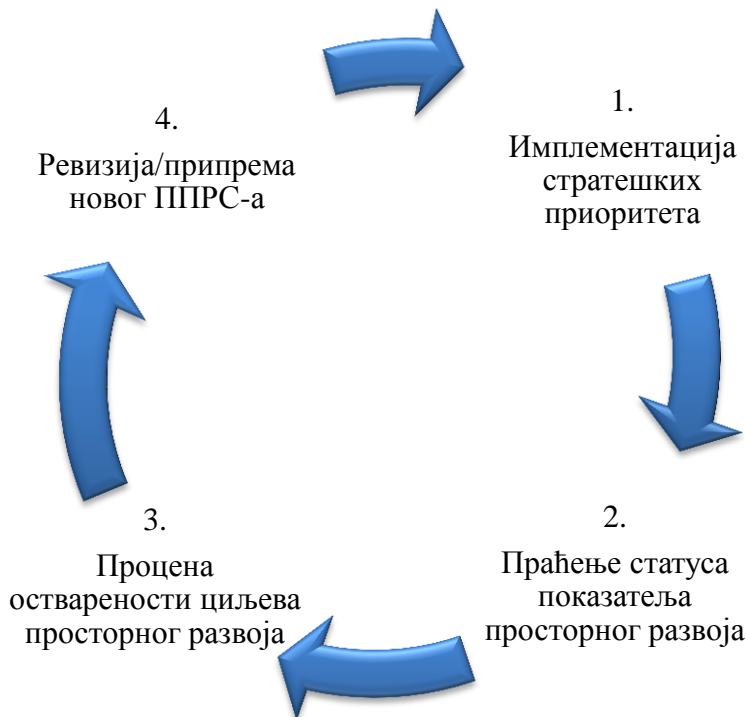 1.
Имплементација
стратешких
приоритета
2.
Праћење статуса
показатеља
просторног развоја
3.
Процена
остварености циљева
просторног развоја
4.
Ревизија/припрема
новог ППРС-а